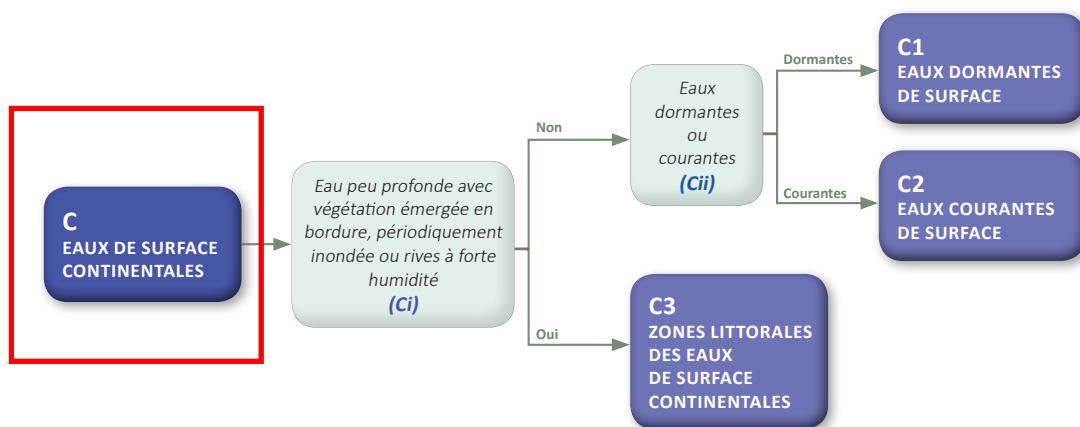 C
EAUX DE SURFACE
CONTINENTALES
Eau peu profonde avec
végétation émergée en
bordure, périodiquement
inondée ou rives à forte
humidité
(Ci)
Non
Oui
Eaux
dormantes
ou
courantes
(Cii)
Dormantes
Courantes
C1
EAUX DORMANTES
DE SURFACE
C2
EAUX COURANTES
DE SURFACE
C3
ZONES LITTORALES
DES EAUX
DE SURFACE
CONTINENTALES